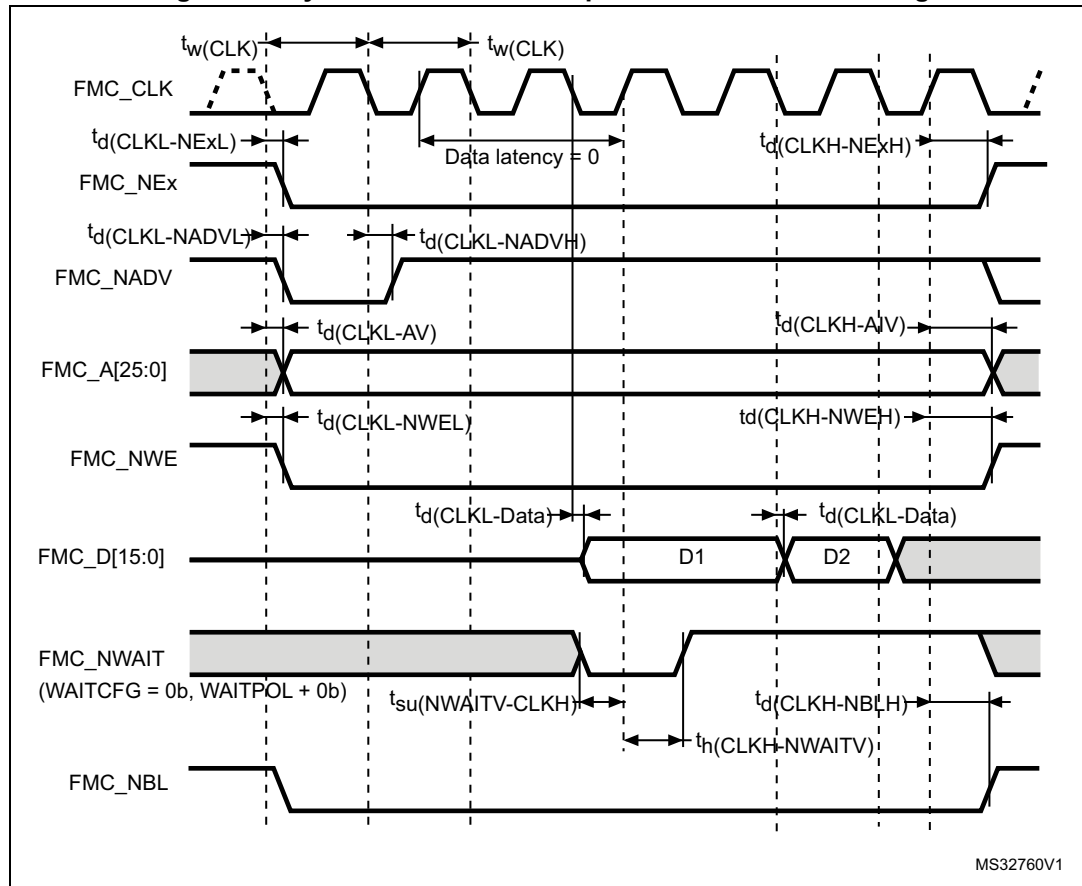 tw(CLK) tw(CLK)
FMC_CLK
td(CLKL-NExL) Data latency = 0 td(CLKH-NExH)
FMC_NEx
td(CLKL-NADVL) td(CLKL-NADVH)
FMC_NADV
td(CLKL-AV) td(CLKH-AIV)
FMC_A[25:0]
td(CLKL-NWEL) td(CLKH-NWEH)
FMC_NWE
td(CLKL-Data) td(CLKL-Data)
FMC_D[15:0] D1 D2
FMC_NWAIT
(WAITCFG = 0b, WAITPOL + 0b) tsu(NWAITV-CLKH) td(CLKH-NBLH)
th(CLKH-NWAITV)
FMC_NBL
MS32760V1